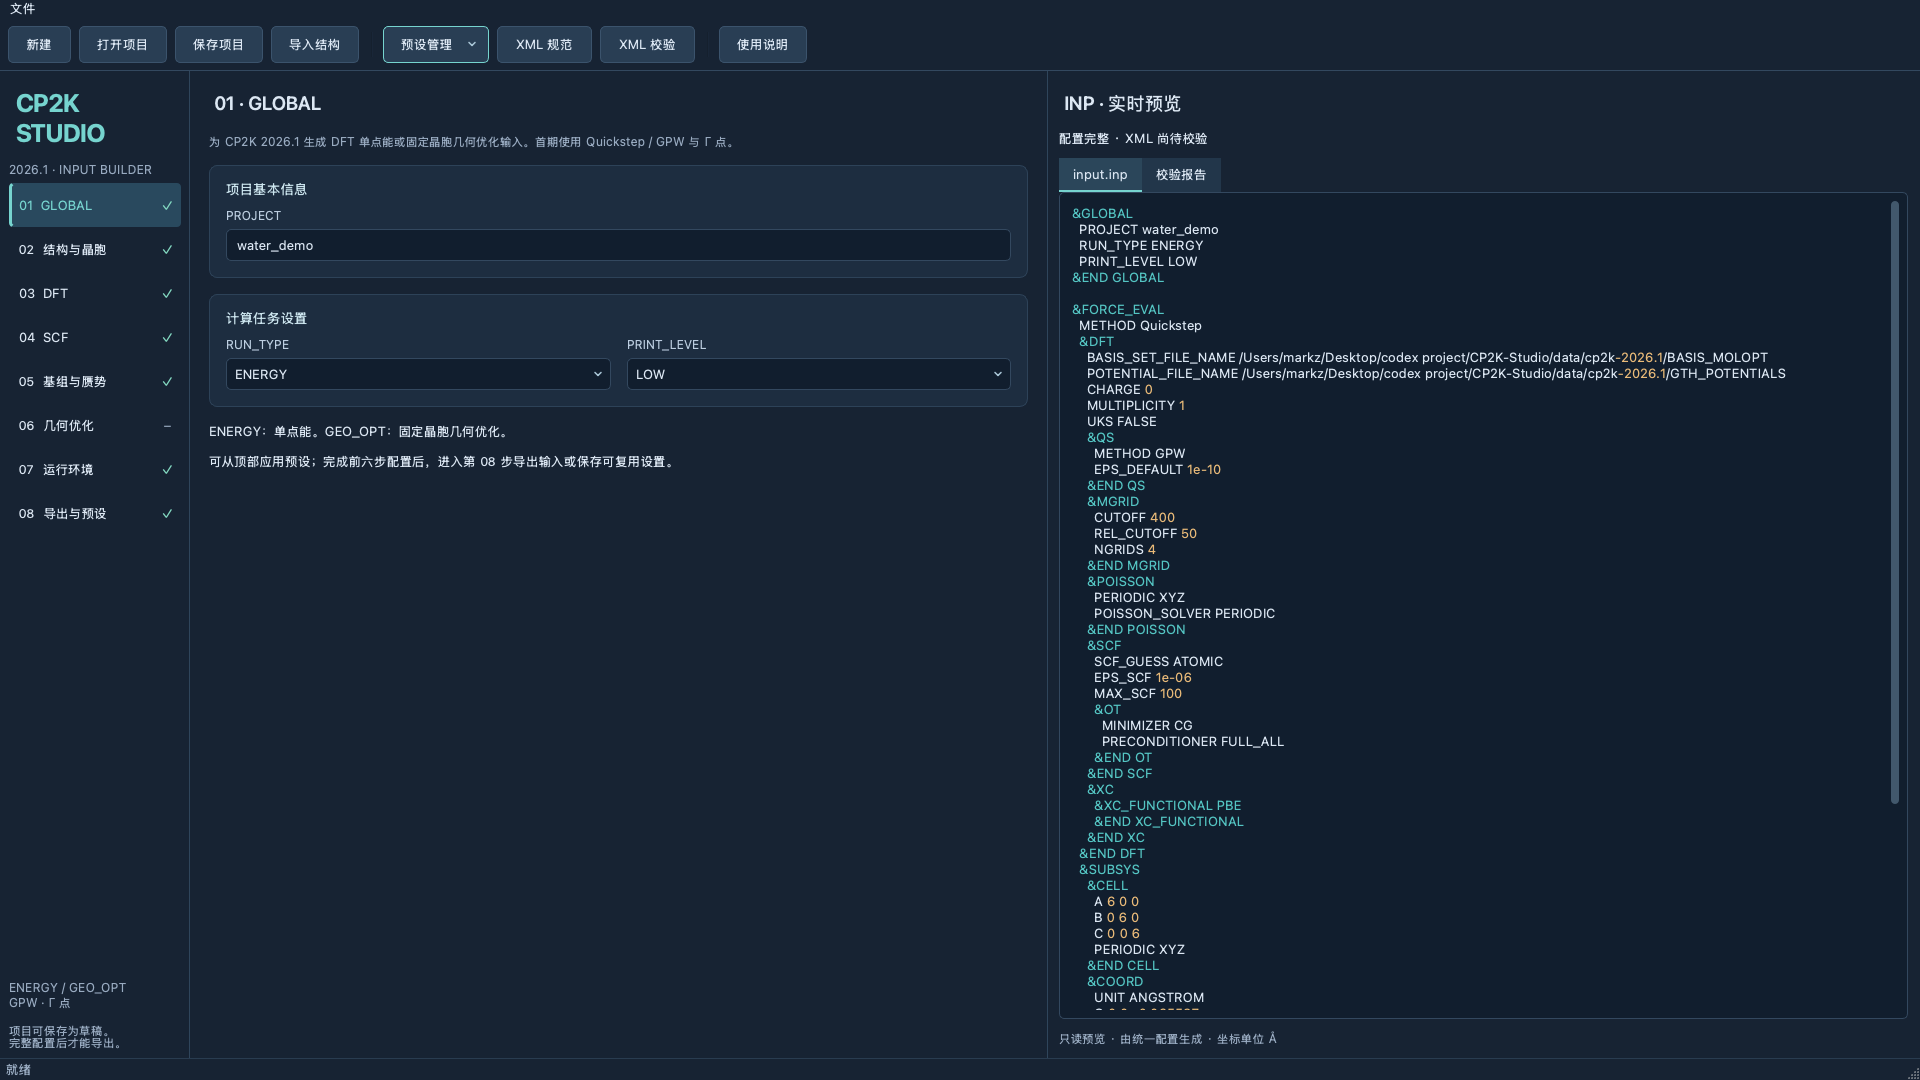 文件
新建
打开项目
保存项目
导入结构
预设管理
XML 规范
XML 校验
使用说明
CP2K
STUDIO
2026.1 · INPUT BUILDER
01 GLOBAL
02 结构与晶胞
03 DFT
04 SCF
05 基组与赝势
06 几何优化
07 运行环境
08 导出与预设
ENERGY / GEO_OPT
GPW · Γ 点
项目可保存为草稿。
完整配置后才能导出。
就绪
01 · GLOBAL
为 CP2K 2026.1 生成 DFT 单点能或固定晶胞几何优化输入。首期使用 Quickstep / GPW 与 Γ 点。
项目基本信息
PROJECT
water_demo
计算任务设置
RUN_TYPE
PRINT_LEVEL
ENERGY
LOW
ENERGY：单点能。GEO_OPT：固定晶胞几何优化。
可从顶部应用预设；完成前六步配置后，进入第 08 步导出输入或保存可复用设置。
INP · 实时预览
配置完整 · XML 尚待校验
input.inp
校验报告
&GLOBAL
PROJECT water_demo
RUN_TYPE ENERGY
PRINT_LEVEL LOW
&END GLOBAL
&FORCE_EVAL
METHOD Quickstep
&DFT
BASIS_SET_FILE_NAME /Users/markz/Desktop/codex project/CP2K-Studio/data/cp2k-2026.1/BASIS_MOLOPT
POTENTIAL_FILE_NAME /Users/markz/Desktop/codex project/CP2K-Studio/data/cp2k-2026.1/GTH_POTENTIALS
CHARGE 0
MULTIPLICITY 1
UKS FALSE
&QS
METHOD GPW
EPS_DEFAULT 1e-10
&END QS
&MGRID
CUTOFF 400
REL_CUTOFF 50
NGRIDS 4
&END MGRID
&POISSON
PERIODIC XYZ
POISSON_SOLVER PERIODIC
&END POISSON
&SCF
SCF_GUESS ATOMIC
EPS_SCF 1e-06
MAX_SCF 100
&OT
MINIMIZER CG
PRECONDITIONER FULL_ALL
&END OT
&END SCF
&XC
&XC_FUNCTIONAL PBE
&END XC_FUNCTIONAL
&END XC
&END DFT
&SUBSYS
&CELL
A 6 0 0
B 0 6 0
C 0 0 6
PERIODIC XYZ
&END CELL
&COORD
UNIT ANGSTROM
只读预览 · 由统一配置生成 · 坐标单位 Å